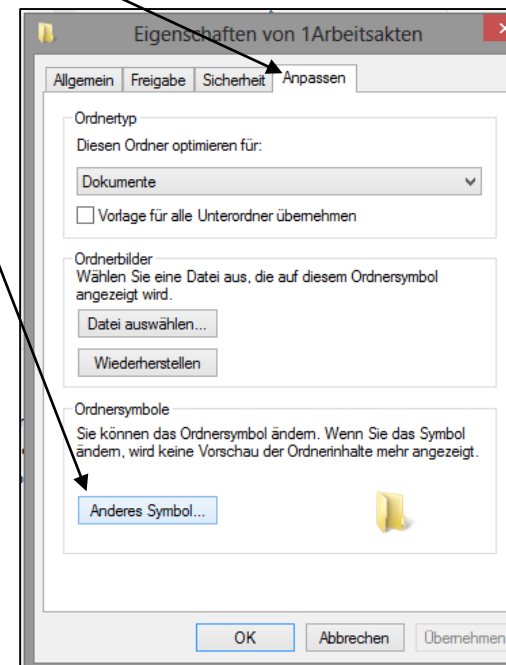 Eigenschaften von 1Arbeitsakten
Allgemein Freigabe Sicherheit Anpassen
Ordnertyp
Diesen Ordner optimieren für:
Dokumente
Vorlage für alle Unterordner übernehmen
Ordnerbilder
Wählen Sie eine Datei aus, die auf diesem Ordnersymbol
angezeigt wird.
Datei auswählen...
Wiederherstellen
Ordnersymbole
Sie können das Ordnersymbol ändern. Wenn Sie das Symbol
ändern, wird keine Vorschau der Ordnerinhalte mehr angezeigt.
Anderes Symbol...
OK Abbrechen Übernehmen